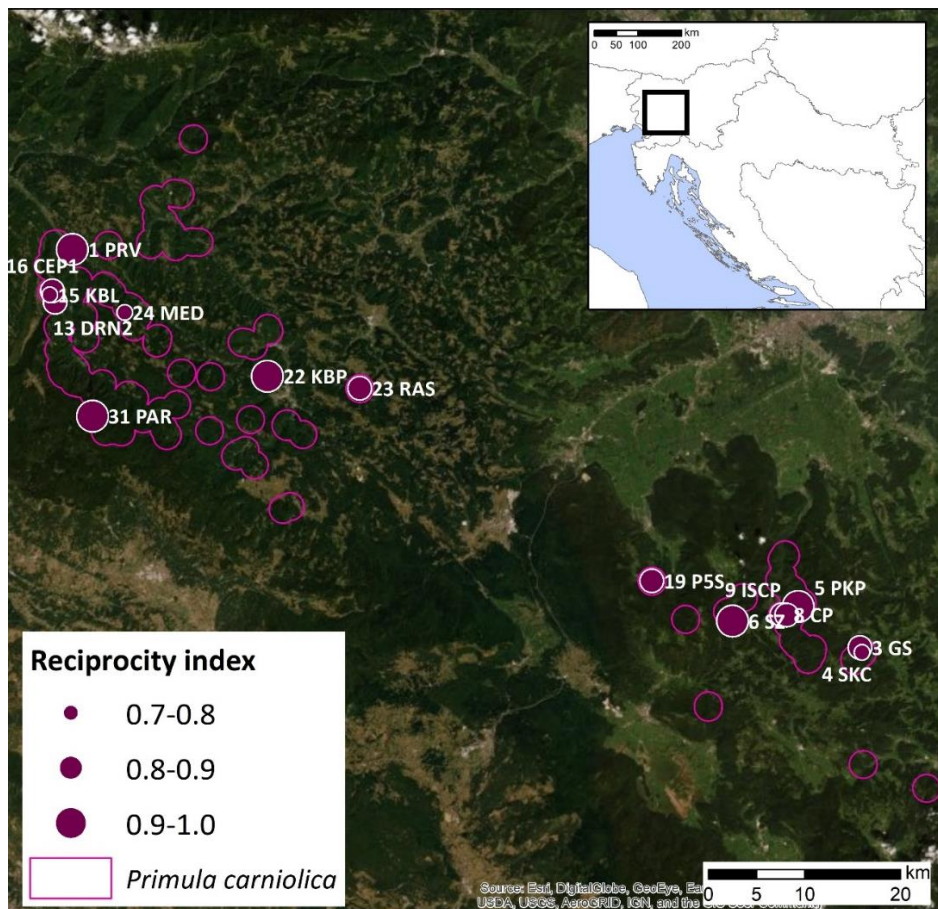 km
0 50 100 200
1 PRV
16 CEP1
15 KBL
24 MED
13 DRN2
22 KBP
23 RAS
31 PAR
19 P5S
9 ISCP
5 PKP
6 SZ
8 CP
3 GS
4 SKC
Reciprocity index
0.7-0.8
0.8-0.9
0.9-1.0
Primula carniolica
km
0 5 10 20
Source: Esri, DigitalGlobe, GeoEye,
USDA, USGS, AeroGRID, IGN, and the GIS User Community